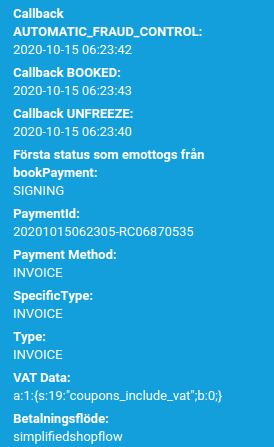 Callback
AUTOMATIC_FRAUD_CONTROL:
2020-10-15 06:23:42
Callback BOOKED:
2020-10-15 06:23:43
Callback UNFREEZE:
2020-10-15 06:23:40
Första status som emottogs från
bookPayment:
SIGNING
PaymentId:
20201015062305-RC06870535
Payment Method:
INVOICE
SpecificType:
INVOICE
Type:
INVOICE
VAT Data:
a:1:{s:19:"coupons_include_vat";b:0;}
Betalningsflöde:
simplifiedshopflow